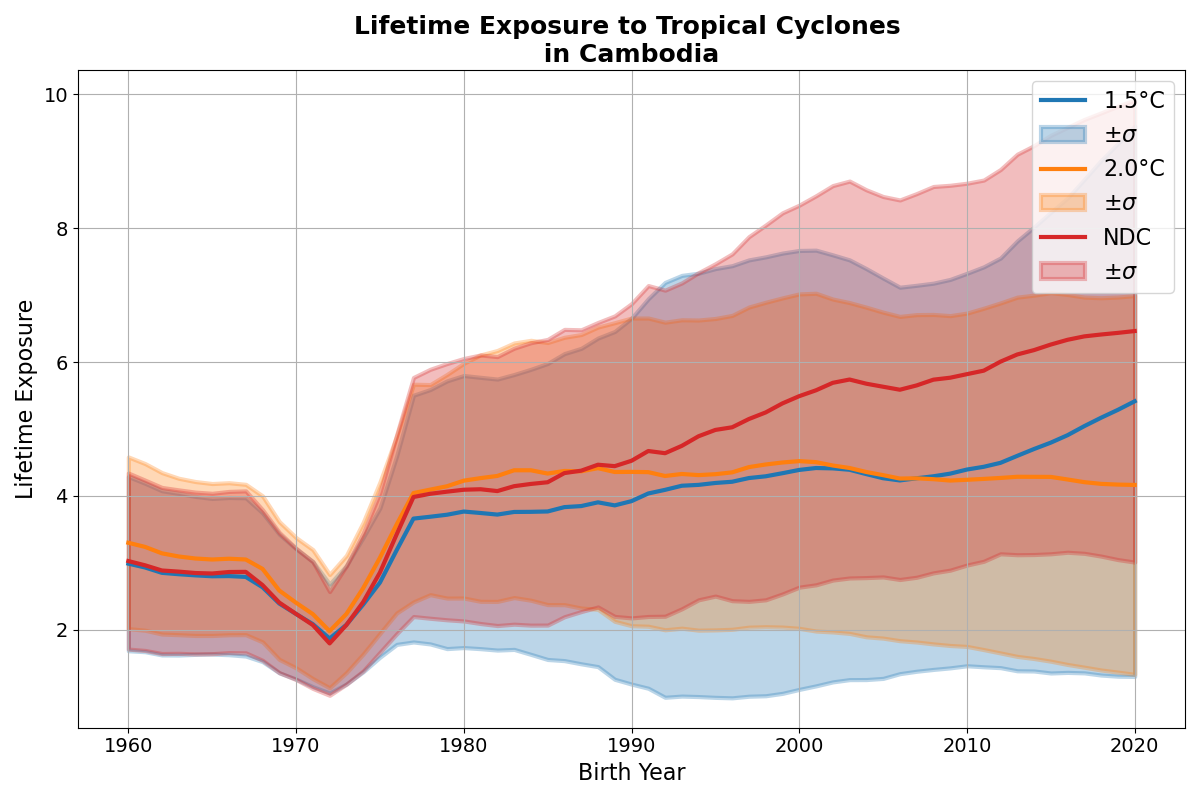 Lifetime Exposure to Tropical Cyclones
in Cambodia
Lifetime Exposure
10
8
6
4
2
1960
1970
1980
1990
2000
2010
2020
Birth Year
1.5°C
±σ
2.0°C
±σ
NDC
±σ